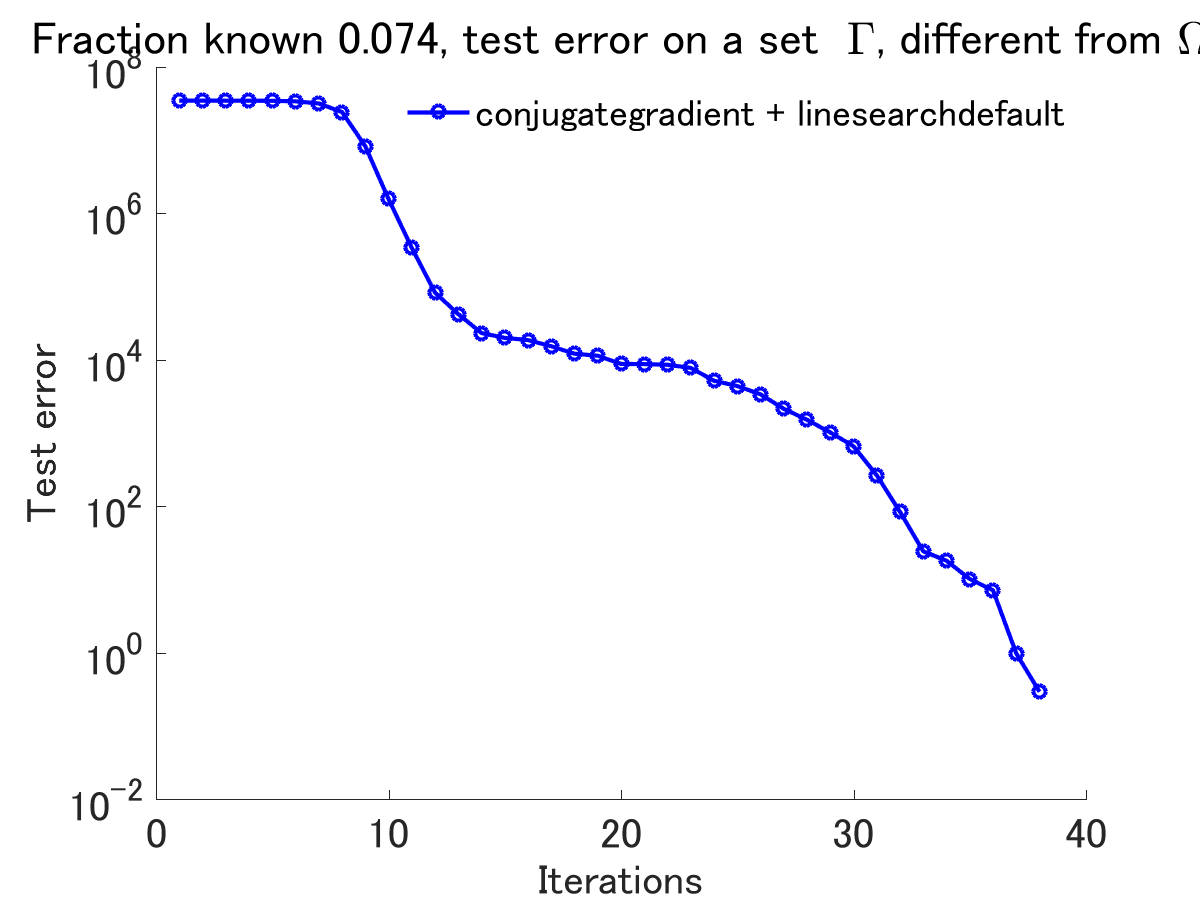 Fraction known 0.074, test error on a set Γ, different from Ω
10^8
conjugategradient + linesearchdefault
10^6
10^4
10^2
10^0
10^-2
Test error
0 10 20 30 40
Iterations